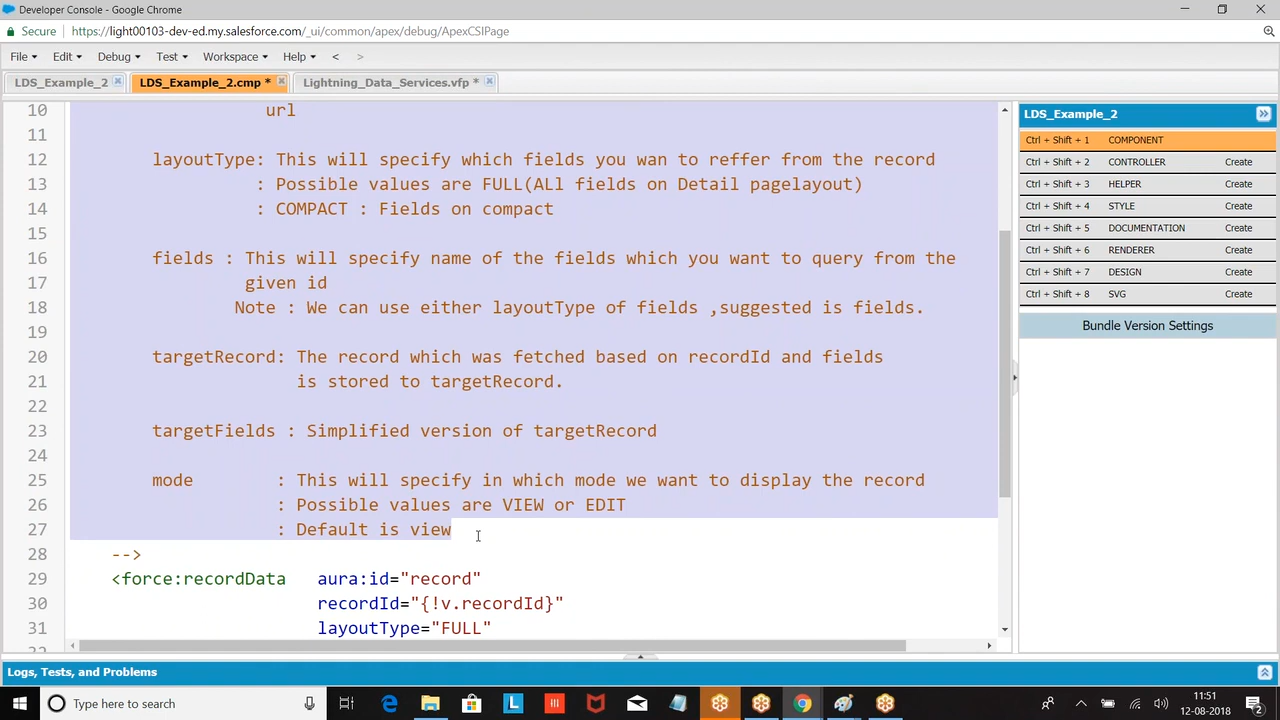 Developer Console - Google Chrome
Secure https://light00103-dev-ed.my.salesforce.com/_ui/common/apex/debug/ApexCSIPage
File Edit Debug Test Workspace Help < >
LDS_Example_2 LDS_Example_2.cmp * Lightning_Data_Services.vfp *
10 url
11
12 layoutType: This will specify which fields you wan to reffer from the record
13 : Possible values are FULL(ALl fields on Detail pagelayout)
14 : COMPACT : Fields on compact
15
16 fields : This will specify name of the fields which you want to query from the
17 given id
18 Note : We can use either layoutType of fields ,suggested is fields.
19
20 targetRecord: The record which was fetched based on recordId and fields
21 is stored to targetRecord.
22
23 targetFields : Simplified version of targetRecord
24
25 mode : This will specify in which mode we want to display the record
26 : Possible values are VIEW or EDIT
27 : Default is view
28 -->
29 <force:recordData aura:id="record"
30 recordId="{!v.recordId}"
31 layoutType="FULL"
LDS_Example_2
Ctrl + Shift + 1 COMPONENT
Ctrl + Shift + 2 CONTROLLER Create
Ctrl + Shift + 3 HELPER Create
Ctrl + Shift + 4 STYLE Create
Ctrl + Shift + 5 DOCUMENTATION Create
Ctrl + Shift + 6 RENDERER Create
Ctrl + Shift + 7 DESIGN Create
Ctrl + Shift + 8 SVG Create
Bundle Version Settings
Logs, Tests, and Problems
Type here to search
11:51
12-08-2018